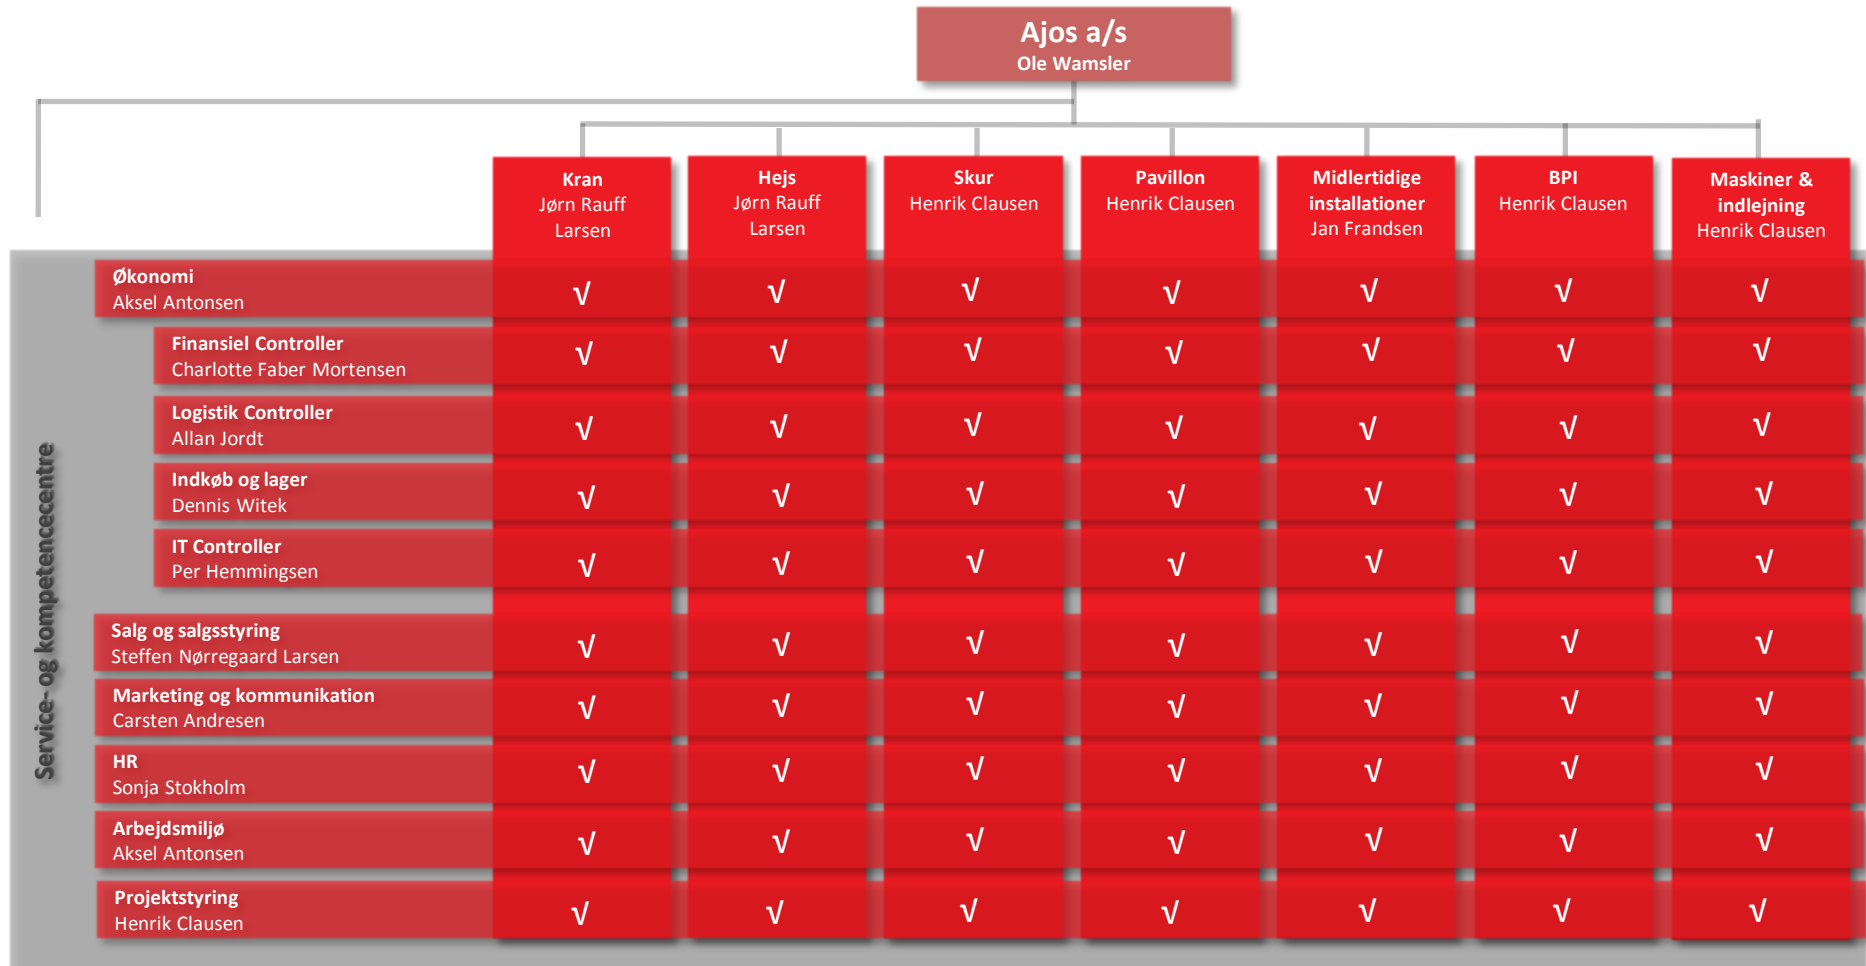 Ajos a/s
Ole Wamsler
Kran
Jørn Rauff
Larsen
Hejs
Jørn Rauff
Larsen
Skur
Henrik Clausen
Pavillon
Henrik Clausen
Midlertidige
installationer
Jan Frandsen
BPI
Henrik Clausen
Maskiner &
indlejning
Henrik Clausen
Service- og kompetencecentre
Økonomi
Aksel Antonsen
√ √ √ √ √ √ √
Finansiel Controller
Charlotte Faber Mortensen
√ √ √ √ √ √ √
Logistik Controller
Allan Jordt
√ √ √ √ √ √ √
Indkøb og lager
Dennis Witek
√ √ √ √ √ √ √
IT Controller
Per Hemmingsen
√ √ √ √ √ √ √
Salg og salgsstyring
Steffen Nørregaard Larsen
√ √ √ √ √ √ √
Marketing og kommunikation
Carsten Andresen
√ √ √ √ √ √ √
HR
Sonja Stokholm
√ √ √ √ √ √ √
Arbejdsmiljø
Aksel Antonsen
√ √ √ √ √ √ √
Projektstyring
Henrik Clausen
√ √ √ √ √ √ √